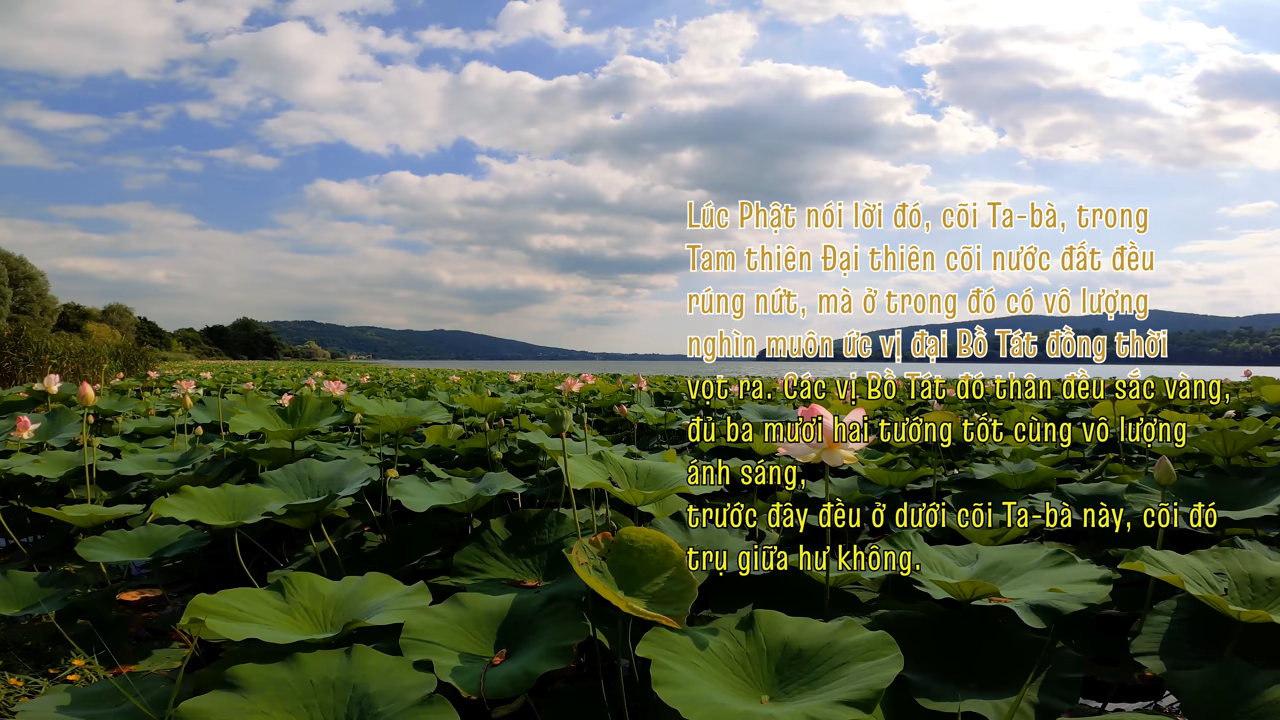 Lúc Phật nói lời đó, cõi Ta-bà, trong
Tam thiên Đại thiên cõi nước đất đều
rúng nứt, mà ở trong đó có vô lượng
nghìn muôn ức vị đại Bồ Tát đồng thời
vọt ra. Các vị Bồ Tát đó thân đều sắc vàng,
đủ ba mươi hai tướng tốt cùng vô lượng
ánh sáng,
trước đây đều ở dưới cõi Ta-bà này, cõi đó
trụ giữa hư không.